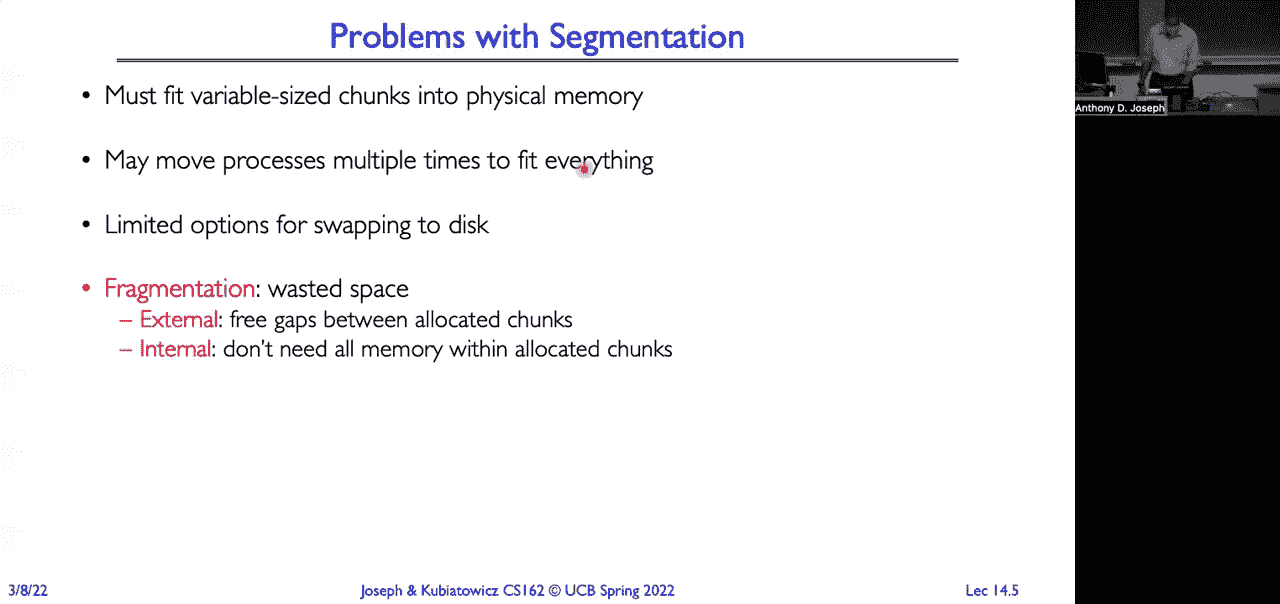 Problems with Segmentation
• Must fit variable-sized chunks into physical memory
• May move processes multiple times to fit everything
• Limited options for swapping to disk
• Fragmentation: wasted space
– External: free gaps between allocated chunks
– Internal: don't need all memory within allocated chunks
3/8/22
Joseph & Kubiatowicz CS162 © UCB Spring 2022
Lec 14.5
Anthony D. Joseph